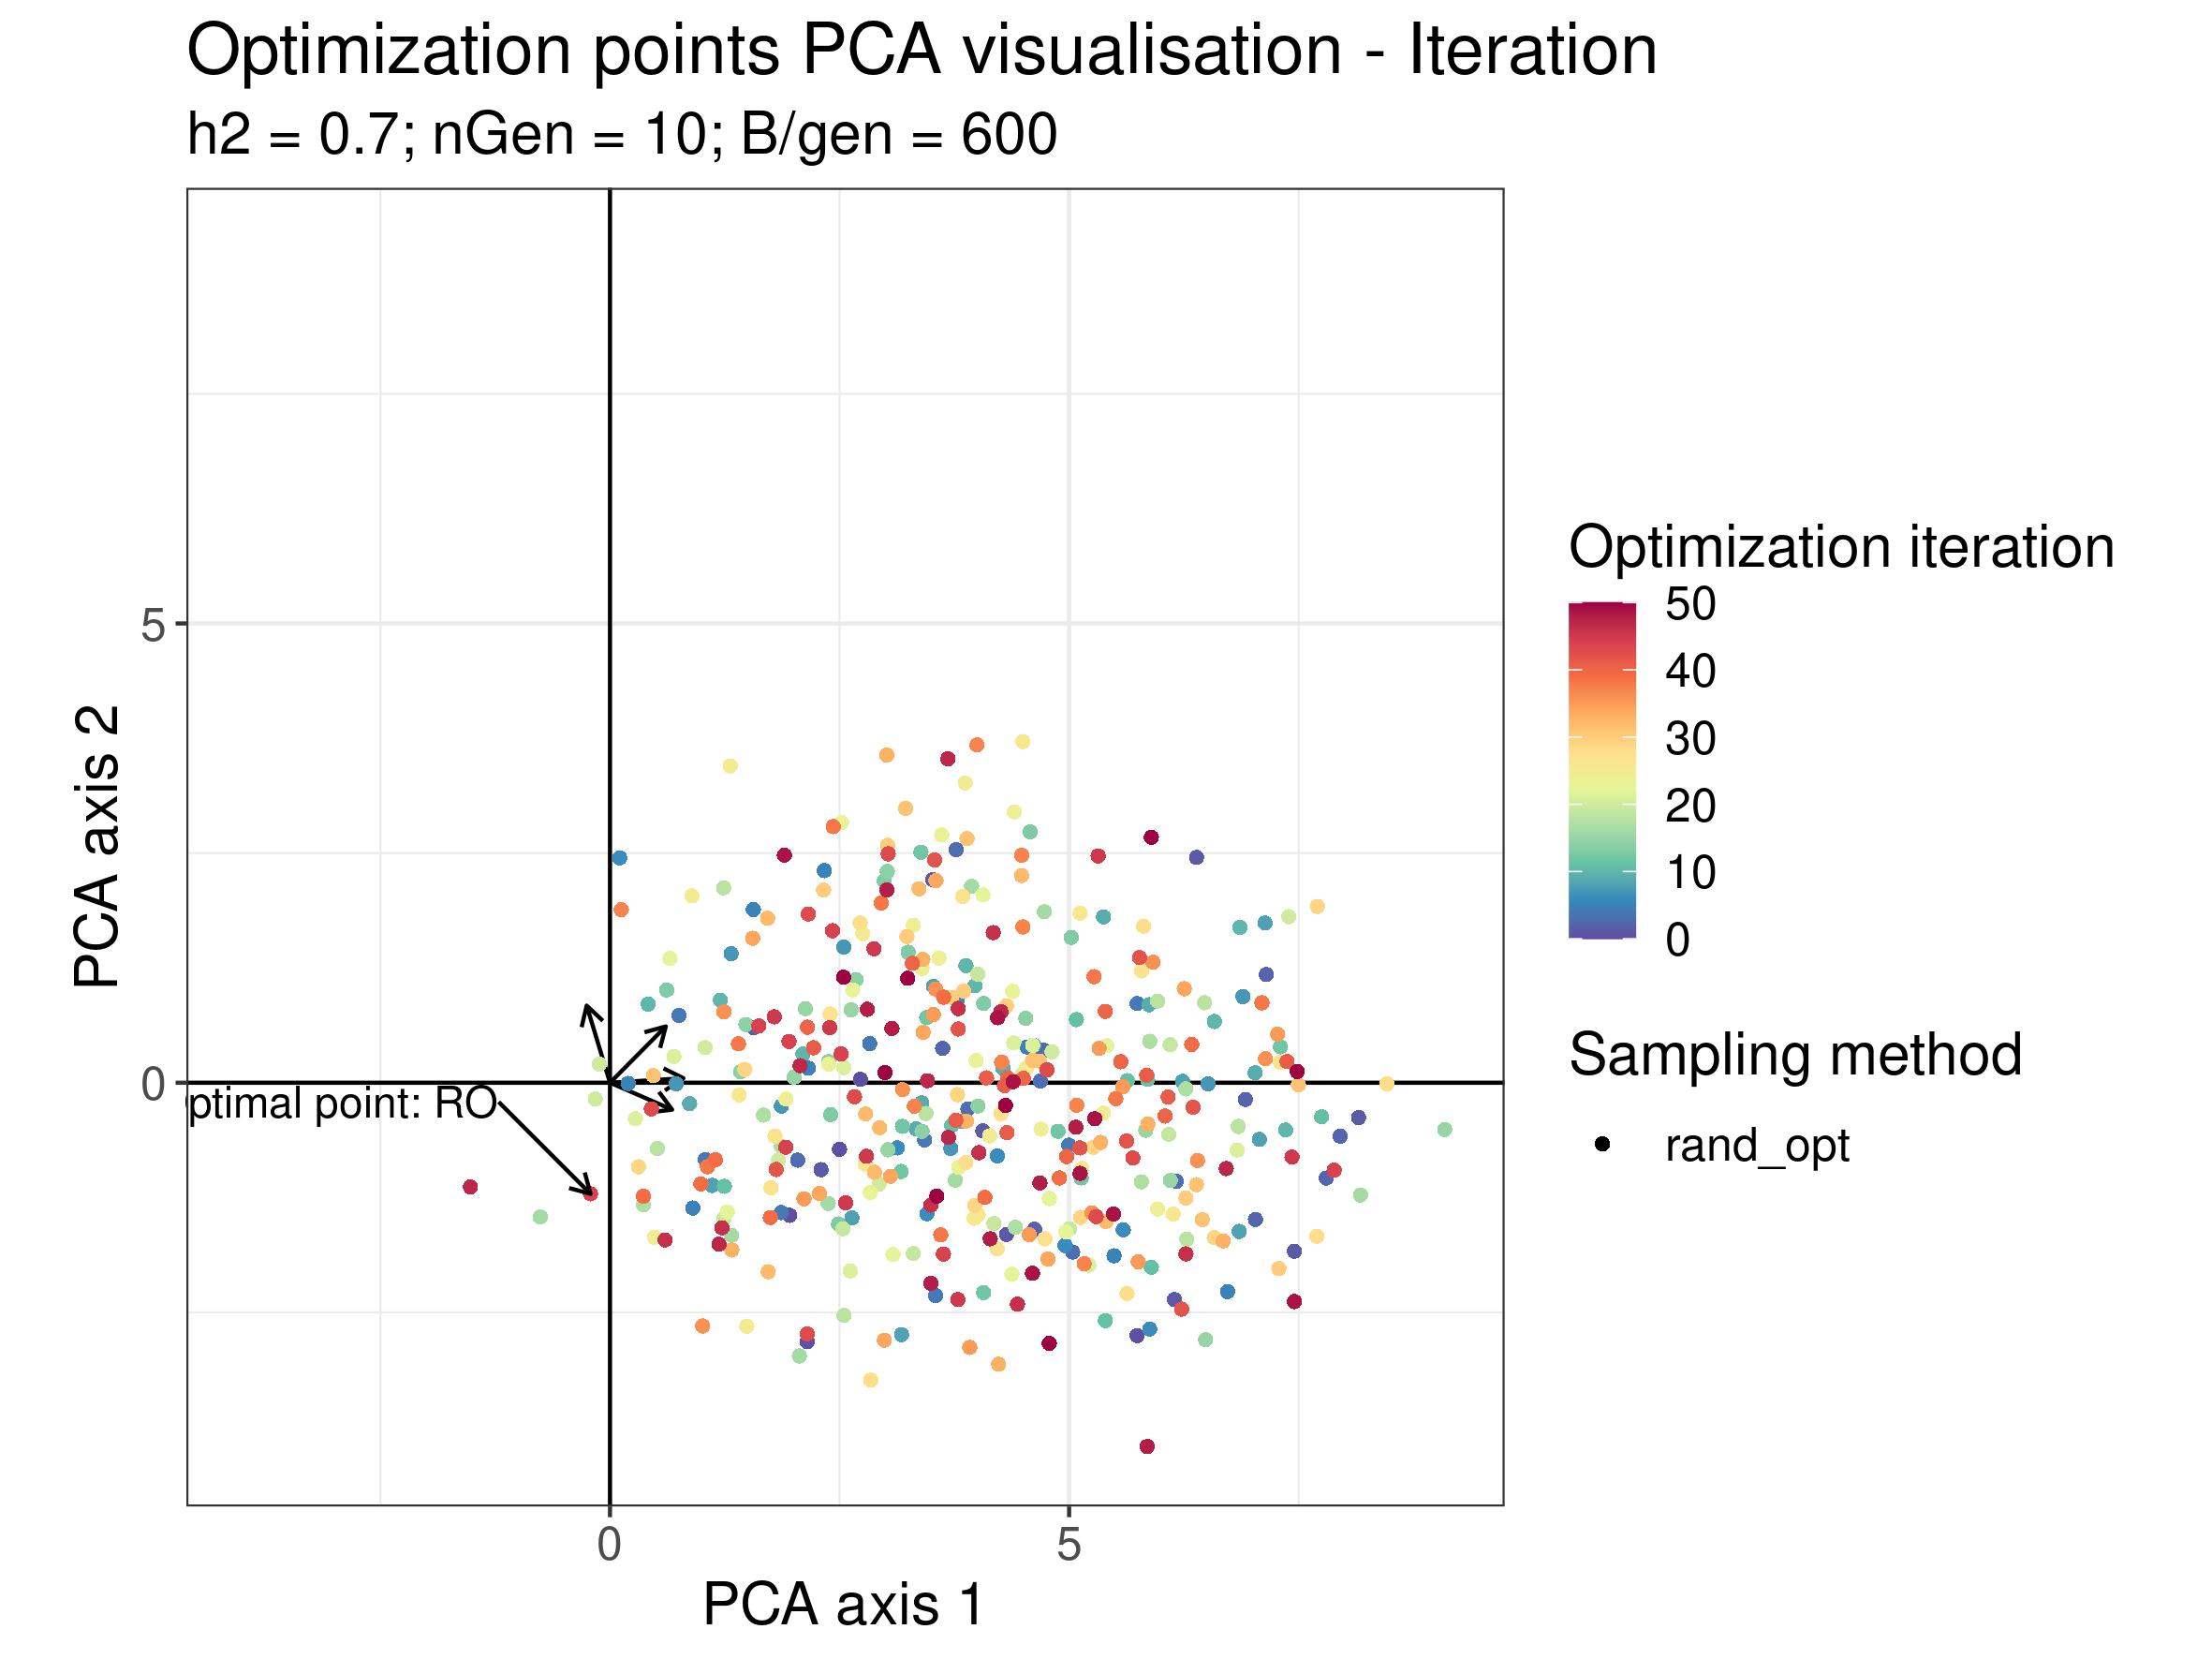 Optimization points PCA visualisation - Iteration
h2 = 0.7; nGen = 10; B/gen = 600
5
0
PCA axis 2
ptimal point: RO
0
5
PCA axis 1
Optimization iteration
50
40
30
20
10
0
Sampling method
rand_opt